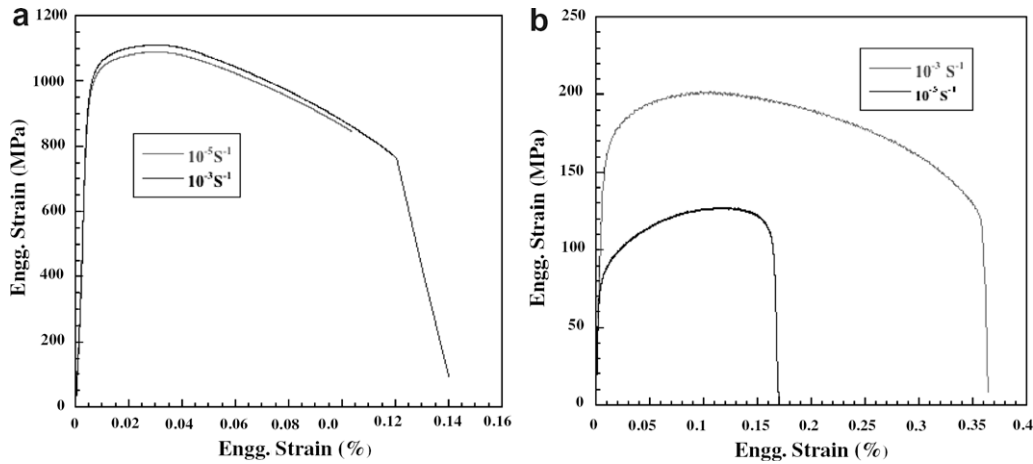 a
1200
1000
800
600
400
200
0
Engg. Strain (MPa)
10⁻⁵S⁻¹
10⁻³S⁻¹
0 0.02 0.04 0.0 0.08 0.10 0.12 0.14 0.16
Engg. Strain (%)
b
250
200
150
100
50
0
Engg. Strain (MPa)
10⁻³ S⁻¹
10⁻⁵ S⁻¹
0 0.05 0.1 0.15 0.2 0.25 0.3 0.35 0.4
Engg. Strain (%)